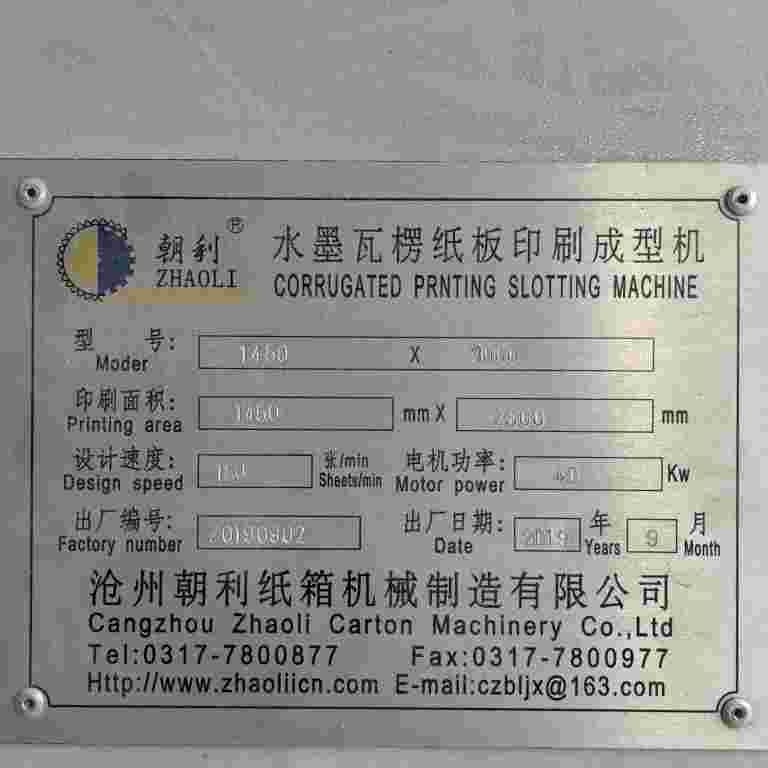 朝利 ®
ZHAOLI
水墨瓦楞纸板印刷成型机
CORRUGATED PRNTING SLOTTING MACHINE
型 号: 1450 X
Moder
印刷面积: 1450 mm X mm
Printing area
设计速度: 张/min 电机功率: Kw
Design speed Sheets/min Motor power
出厂编号: 20190902 出厂日期: 2019 年 9 月
Factory number Date Years Month
沧州朝利纸箱机械制造有限公司
Cangzhou Zhaoli Carton Machinery Co.,Ltd
Tel:0317-7800877 Fax:0317-7800977
Http://www.zhaoliicn.com E-mail:czbljx@163.com